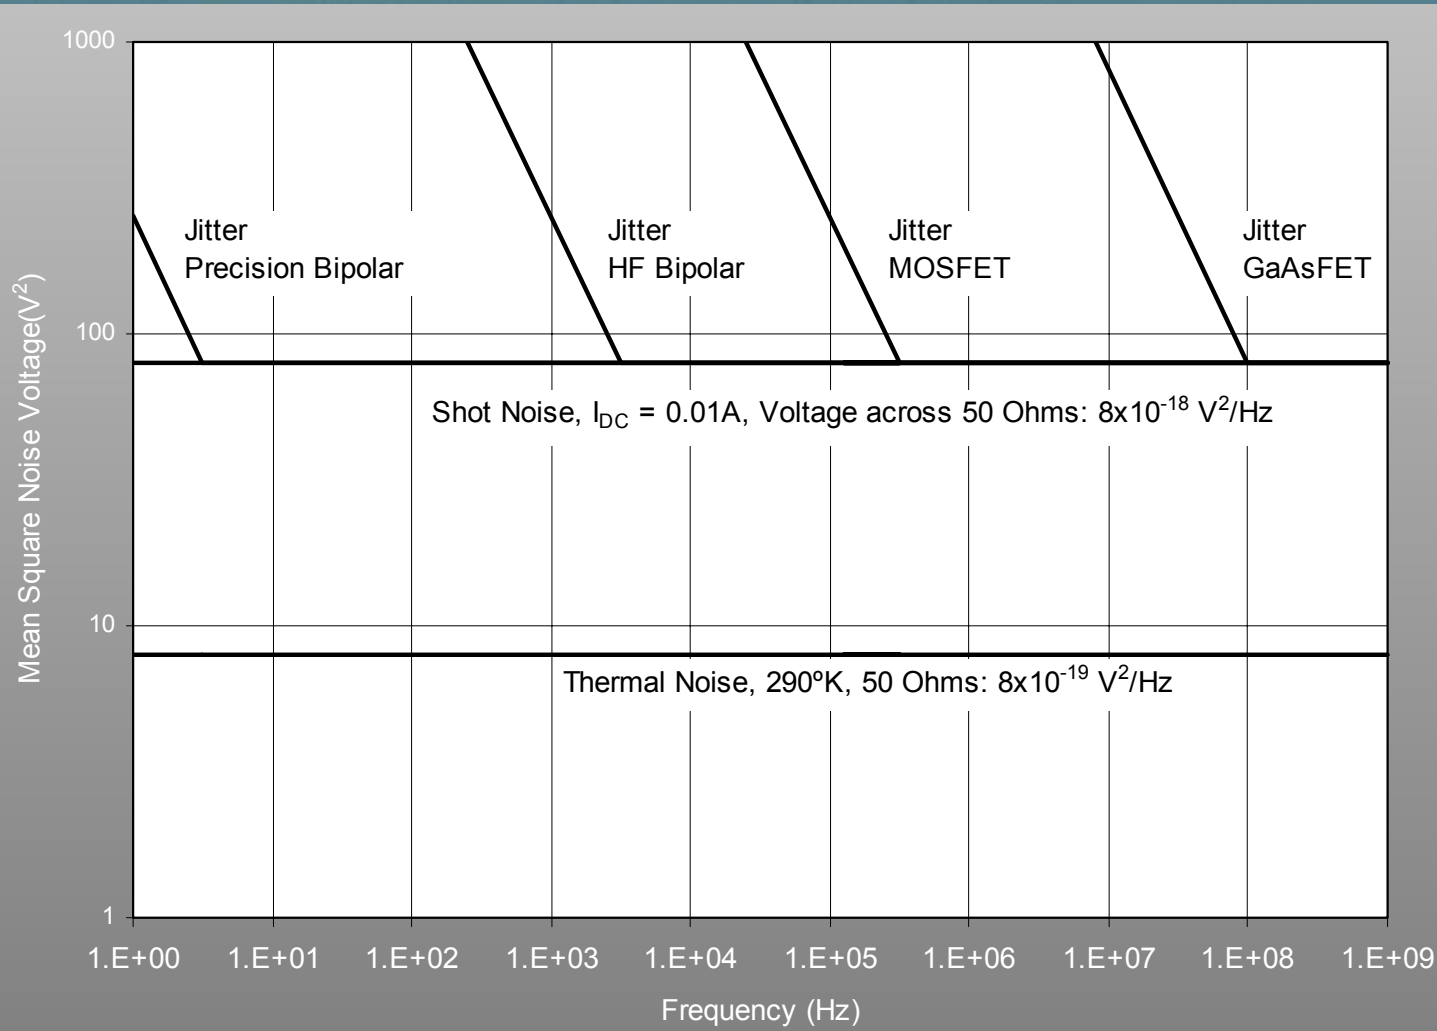 Mean Square Noise Voltage(V²)
1000
100
10
1
Jitter
Precision Bipolar
Jitter
HF Bipolar
Jitter
MOSFET
Jitter
GaAsFET
Shot Noise, I_DC = 0.01A, Voltage across 50 Ohms: 8x10⁻¹⁸ V²/Hz
Thermal Noise, 290ºK, 50 Ohms: 8x10⁻¹⁹ V²/Hz
1.E+00 1.E+01 1.E+02 1.E+03 1.E+04 1.E+05 1.E+06 1.E+07 1.E+08 1.E+09
Frequency (Hz)